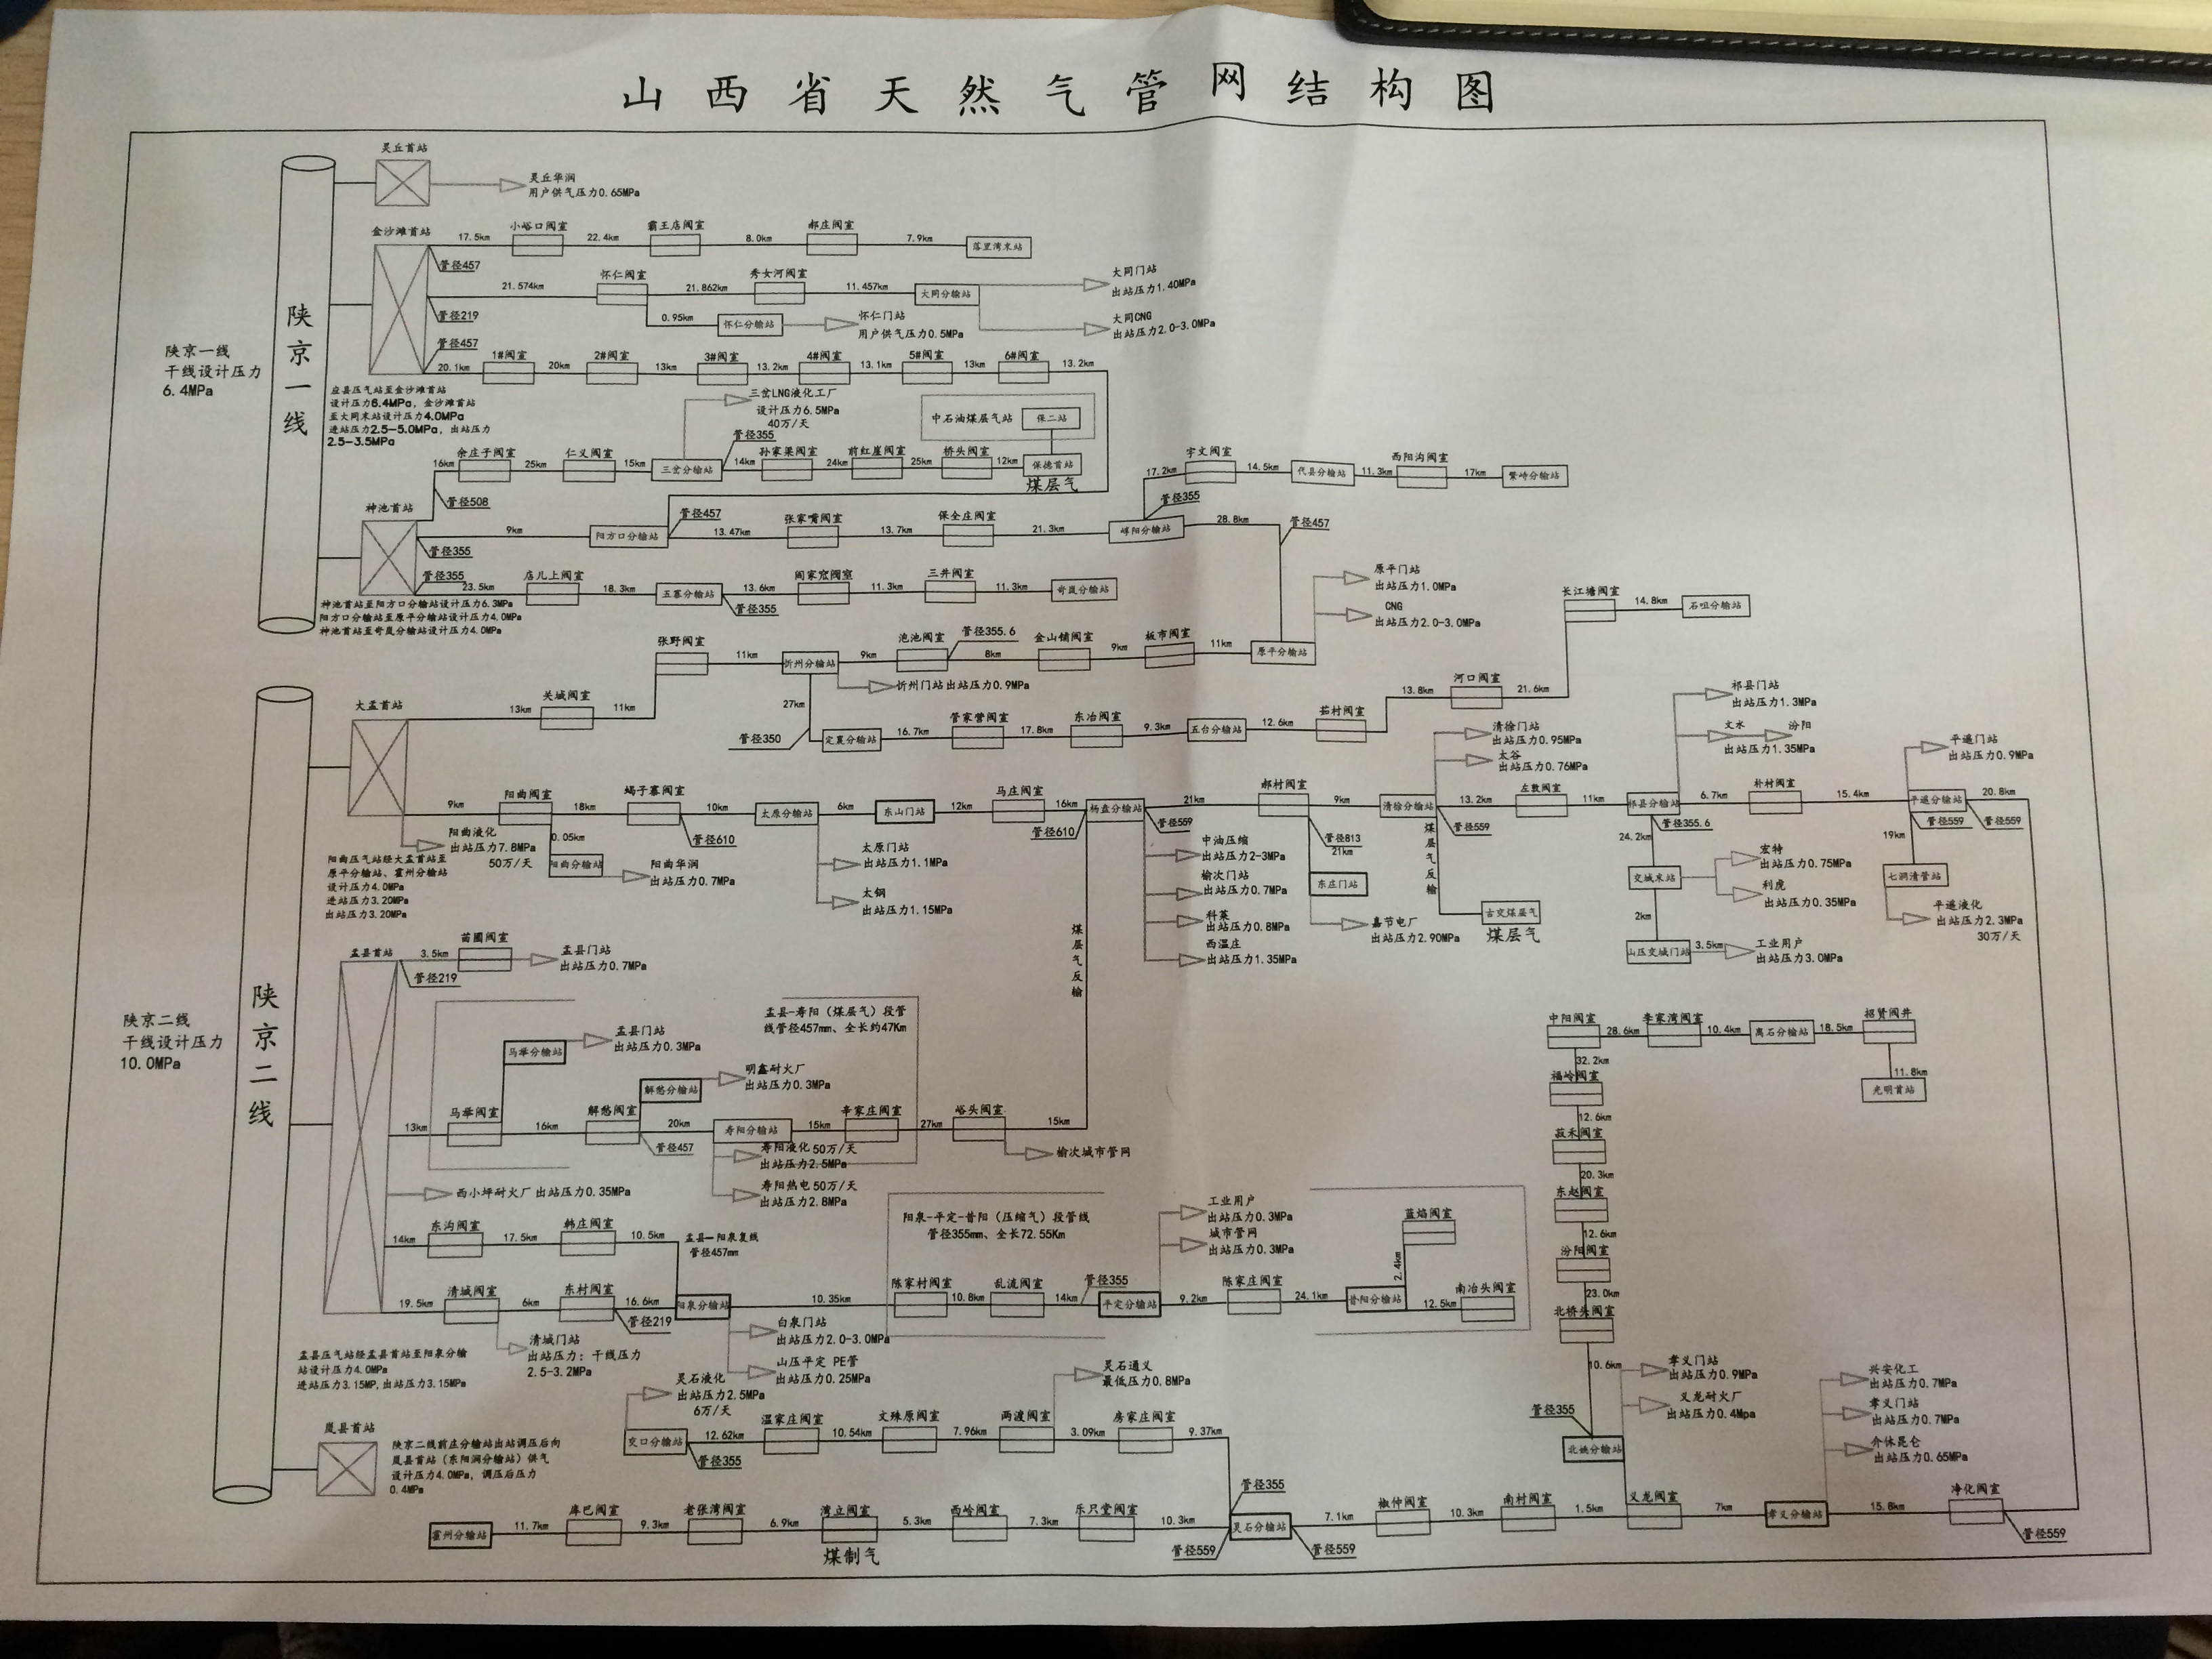 山西省天然气管网结构图
灵丘首站
灵丘华润
用户供气压力0.65MPa
金沙滩首站
17.5km
小峪口阀室
22.4km
霸王店阀室
8.0km
郝庄阀室
7.9km
落里湾末站
管径457
21.574km
怀仁阀室
21.862km
秀女河阀室
11.457km
大同分输站
大同门站
出站压力1.40MPa
管径219
0.95km
怀仁分输站
怀仁门站
用户供气压力0.5MPa
大同CNG
出站压力2.0-3.0MPa
管径457
20.1km
1#阀室
20km
2#阀室
13km
3#阀室
13.2km
4#阀室
13.1km
5#阀室
13km
6#阀室
13.2km
陕京一线
陕京一线
干线设计压力
6.4MPa
应县压气站至金沙滩首站
设计压力6.4MPa, 金沙滩首站
至大同末站设计压力4.0MPa
进站压力2.5-5.0MPa, 出站压力
2.5-3.5MPa
三岔LNG液化工厂
设计压力6.5MPa
40万/天
中石油煤层气站
保二站
管径355
16km
余庄子阀室
25km
仁义阀室
15km
三岔分输站
14km
孙家梁阀室
24km
前红崖阀室
25km
桥头阀室
12km
保德首站
煤层气
17.2km
宇文阀室
14.5km
代县分输站
11.3km
西阳沟阀室
17km
繁峙分输站
管径508
管径355
神池首站
管径355
9km
阳方口分输站
管径457
13.47km
张家嘴阀室
13.7km
保全庄阀室
21.3km
崞阳分输站
28.8km
管径457
管径355
23.5km
店儿上阀室
18.3km
五寨分输站
13.6km
管径355
阎家窊阀室
11.3km
三井阀室
11.3km
岢岚分输站
神池首站至阳方口分输站设计压力6.3MPa
阳方口分输站至原平分输站设计压力4.0MPa
神池首站至岢岚分输站设计压力4.0MPa
原平门站
出站压力1.0MPa
CNG
出站压力2.0-3.0MPa
长江塘阀室
14.8km
石咀分输站
大盂首站
13km
关城阀室
11km
张野阀室
11km
忻州分输站
9km
泡池阀室
管径355.6
8km
金山铺阀室
9km
板市阀室
11km
原平分输站
忻州门站出站压力0.9MPa
27km
管径350
定襄分输站
16.7km
管家营阀室
17.8km
东冶阀室
9.3km
五台分输站
12.6km
茹村阀室
13.8km
河口阀室
21.6km
9km
阳曲阀室
18km
蝎子寨阀室
10km
管径610
太原分输站
6km
东山门站
12km
马庄阀室
16km
管径610
杨盘分输站
管径559
21km
郝村阀室
9km
清徐分输站
13.2km
管径559
左敦阀室
11km
祁县分输站
6.7km
朴村阀室
15.4km
平遥分输站
20.8km
管径559
管径559
清徐门站
出站压力0.95MPa
太谷
出站压力0.76MPa
祁县门站
出站压力1.3MPa
文水
汾阳
出站压力1.35MPa
平遥门站
出站压力0.9MPa
阳曲液化
出站压力7.8MPa
50万/天
0.05km
阳曲分输站
阳曲华润
出站压力0.7MPa
太原门站
出站压力1.1MPa
太钢
出站压力1.15MPa
中油压缩
出站压力2-3MPa
榆次门站
出站压力0.7MPa
科莱
出站压力0.8MPa
西温庄
出站压力1.35MPa
管径813
21km
东庄门站
嘉节电厂
出站压力2.90MPa
煤层气反输
古交煤层气
煤层气
管径355.6
24.2km
交城末站
宏特
出站压力0.75MPa
利虎
出站压力0.35MPa
2km
山压交城门站
3.5km
工业用户
出站压力3.0MPa
19km
七洞清管站
平遥液化
出站压力2.3MPa
30万/天
阳曲压气站经大盂首站至
原平分输站、霍州分输站
设计压力4.0MPa
进站压力3.20MPa
出站压力3.20MPa
陕京二线
陕京二线
干线设计压力
10.0MPa
盂县首站
3.5km
苗圃阀室
管径219
盂县门站
出站压力0.7MPa
盂县-寿阳（煤层气）段管
线管径457mm、全长约47Km
煤层气反输
马举分输站
盂县门站
出站压力0.3MPa
解愁分输站
明鑫耐火厂
出站压力0.3MPa
13km
马举阀室
16km
解愁阀室
20km
管径457
寿阳分输站
15km
辛家庄阀室
27km
峪头阀室
15km
榆次城市管网
寿阳液化 50万/天
出站压力2.5MPa
寿阳热电 50万/天
出站压力2.8MPa
西小坪耐火厂 出站压力0.35MPa
中阳阀室
28.6km
李家湾阀室
10.4km
离石分输站
18.5km
招贤阀井
11.8km
光明首站
32.2km
福岭阀室
12.6km
菽禾阀室
20.3km
东赵阀室
12.6km
汾阳阀室
23.0km
北桥头阀室
10.6km
14km
东沟阀室
17.5km
韩庄阀室
10.5km
盂县—阳泉复线
管径457mm
阳泉-平定-昔阳（压缩气）段管线
管径355mm、全长72.55Km
工业用户
出站压力0.3MPa
城市管网
出站压力0.3MPa
蓝焰阀室
2.4km
19.5km
清城阀室
6km
东村阀室
16.6km
管径219
阳泉分输站
10.35km
陈家村阀室
10.8km
乱流阀室
14km
管径355
平定分输站
9.2km
陈家庄阀室
24.1km
昔阳分输站
12.5km
南冶头阀室
清城门站
出站压力：干线压力
2.5-3.2MPa
白泉门站
出站压力2.0-3.0MPa
山压平定 PE管
出站压力0.25MPa
盂县压气站经盂县首站至阳泉分输
站设计压力4.0MPa
进站压力3.15MP,出站压力3.15MPa
灵石液化
出站压力2.5MPa
6万/天
灵石通义
最低压力0.8MPa
交口分输站
12.62km
管径355
温家庄阀室
10.54km
文殊原阀室
7.96km
两渡阀室
3.09km
房家庄阀室
9.37km
管径355
孝义门站
出站压力0.9MPa
义龙耐火厂
出站压力0.4Mpa
管径355
北姚分输站
兴安化工
出站压力0.7MPa
孝义门站
出站压力0.7MPa
介休昆仑
出站压力0.65MPa
岚县首站
陕京二线前庄分输站出站调压后向
岚县首站（东阳涧分输站）供气
设计压力4.0MPa, 调压后压力
0.4MPa
霍州分输站
11.7km
库巴阀室
9.3km
老张湾阀室
6.9km
湾立阀室
煤制气
5.3km
西岭阀室
7.3km
乐只堂阀室
10.3km
管径559
灵石分输站
管径559
7.1km
椒仲阀室
10.3km
南村阀室
1.5km
义龙阀室
7km
孝义分输站
15.8km
净化阀室
管径559